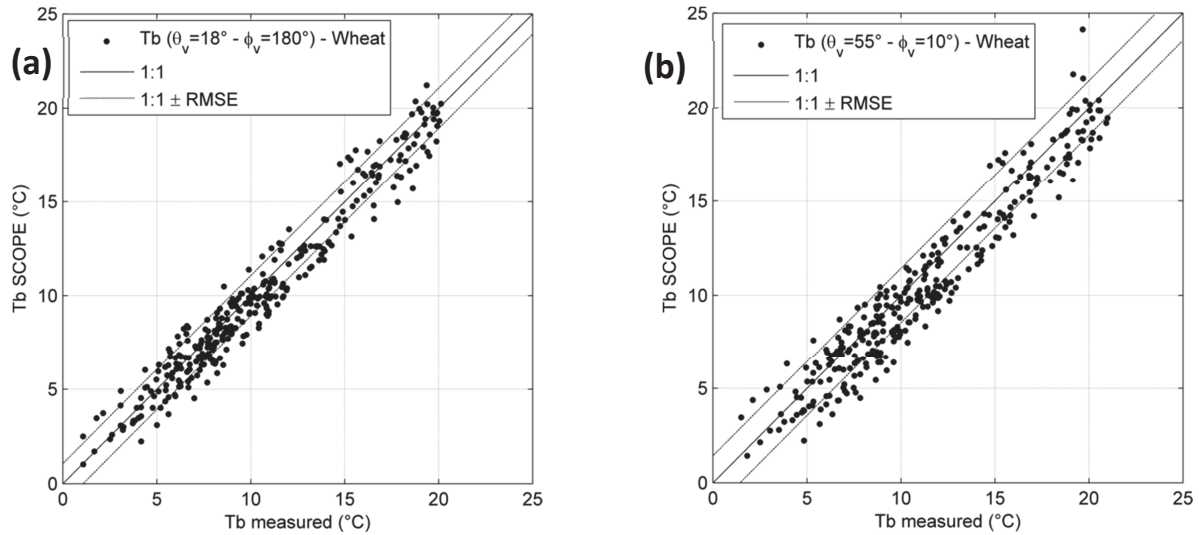 (a)
Tb (θv=18° - ϕv=180°) - Wheat
1:1
1:1 ± RMSE
Tb SCOPE (°C)
25
20
15
10
5
0
0 5 10 15 20 25
Tb measured (°C)
(b)
Tb (θv=55° - ϕv=10°) - Wheat
1:1
1:1 ± RMSE
Tb SCOPE (°C)
25
20
15
10
5
0
0 5 10 15 20 25
Tb measured (°C)